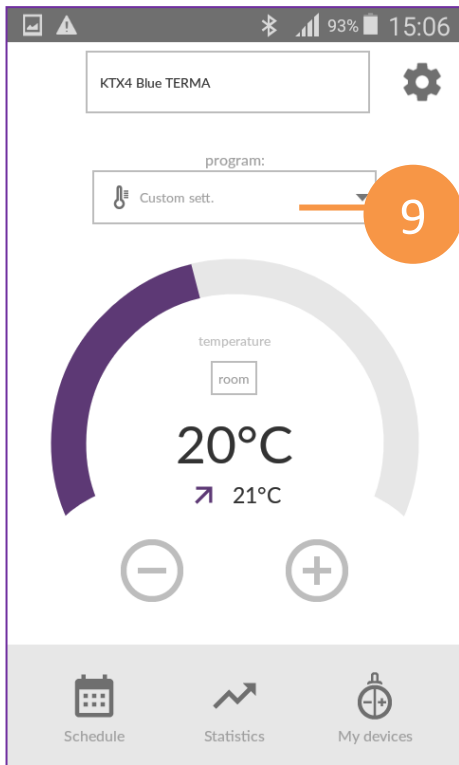 93% 15:06
KTX4 Blue TERMA
program:
Custom sett.
9
temperature
room
20°C
21°C
Schedule Statistics My devices